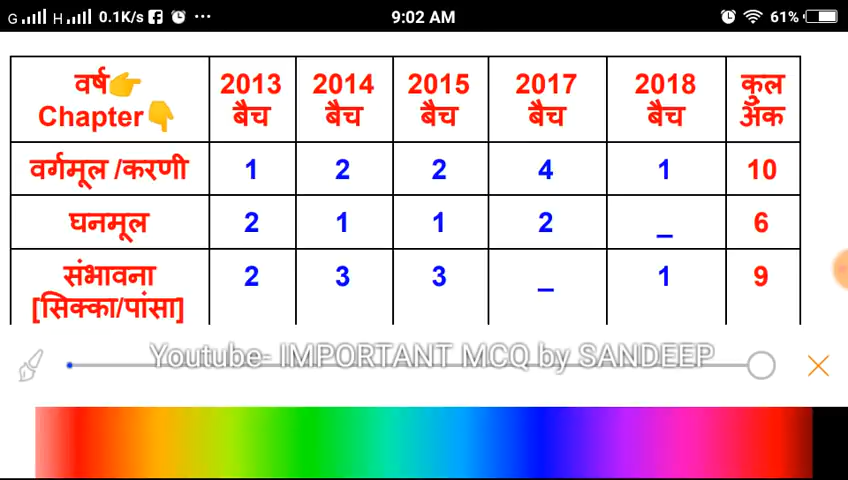 G H 0.1K/s 9:02 AM 61%
वर्ष 2013 2014 2015 2017 2018 कुल
Chapter बैच बैच बैच बैच बैच अंक
वर्गमूल /करणी 1 2 2 4 1 10
घनमूल 2 1 1 2 _ 6
संभावना 2 3 3 _ 1 9
[सिक्का/पांसा]
Youtube- IMPORTANT MCQ by SANDEEP